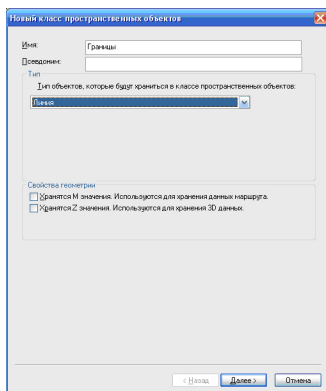 Новый класс пространственных объектов
Имя: Границы
Псевдоним:
Тип
Тип объектов, которые будут храниться в классе пространственных объектов:
Линия
Свойства геометрии
Хранятся M значения. Используются для хранения данных маршрута.
Хранятся Z значения. Используются для хранения 3D данных.
< Назад Далее > Отмена